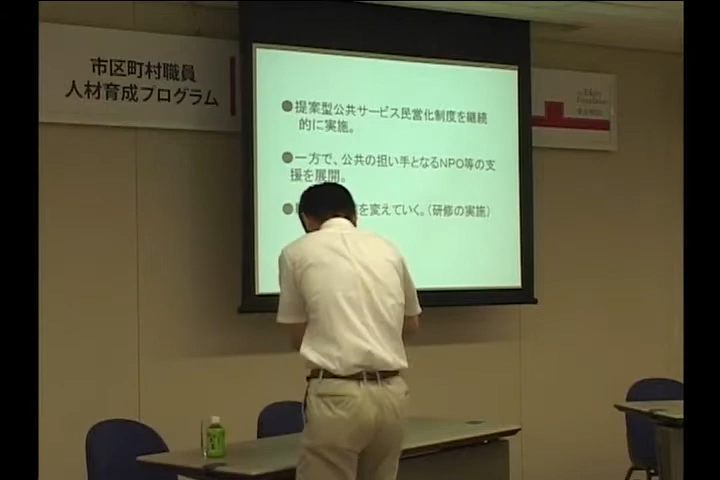 市区町村職員
人材育成プログラム
●提案型公共サービス民営化制度を継続
的に実施。
●一方で、公共の担い手となるNPO等の支
援を展開。
●を変えていく。(研修の実施)